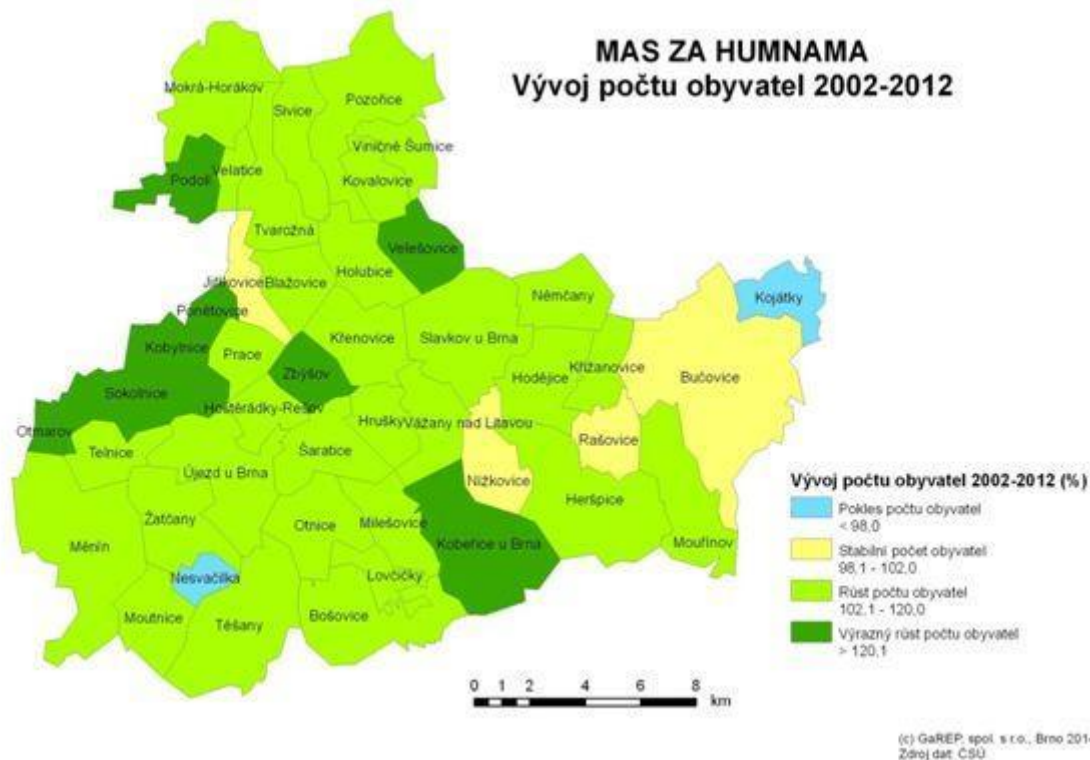 MAS ZA HUMNAMA
Vývoj počtu obyvatel 2002-2012
Mokrá-Horákov
Sivice
Pozořice
Viničné Šumice
Podolí
Velatice
Kovalovice
Tvarožná
Velešovice
Holubice
Jiříkovice
Blažovice
Němčany
Kojátky
Ponětovice
Kobylnice
Prace
Křenovice
Slavkov u Brna
Křižanovice
Hodějice
Bučovice
Zbýšov
Sokolnice
Hostěrádky-Rešov
Hrušky
Vážany nad Litavou
Otmarov
Telnice
Šaratice
Rašovice
Újezd u Brna
Nížkovice
Heršpice
Žatčany
Otnice
Milešovice
Měnín
Kobeřice u Brna
Mouřínov
Nesvačilka
Lovčičky
Moutnice
Těšany
Bošovice
Vývoj počtu obyvatel 2002-2012 (%)
Pokles počtu obyvatel
< 98,0
Stabilní počet obyvatel
98,1 - 102,0
Růst počtu obyvatel
102,1 - 120,0
Výrazný růst počtu obyvatel
> 120,1
0 1 2 4 6 8
km
(c) GaREP, spol. s r.o., Brno 2014
Zdroj dat: ČSÚ